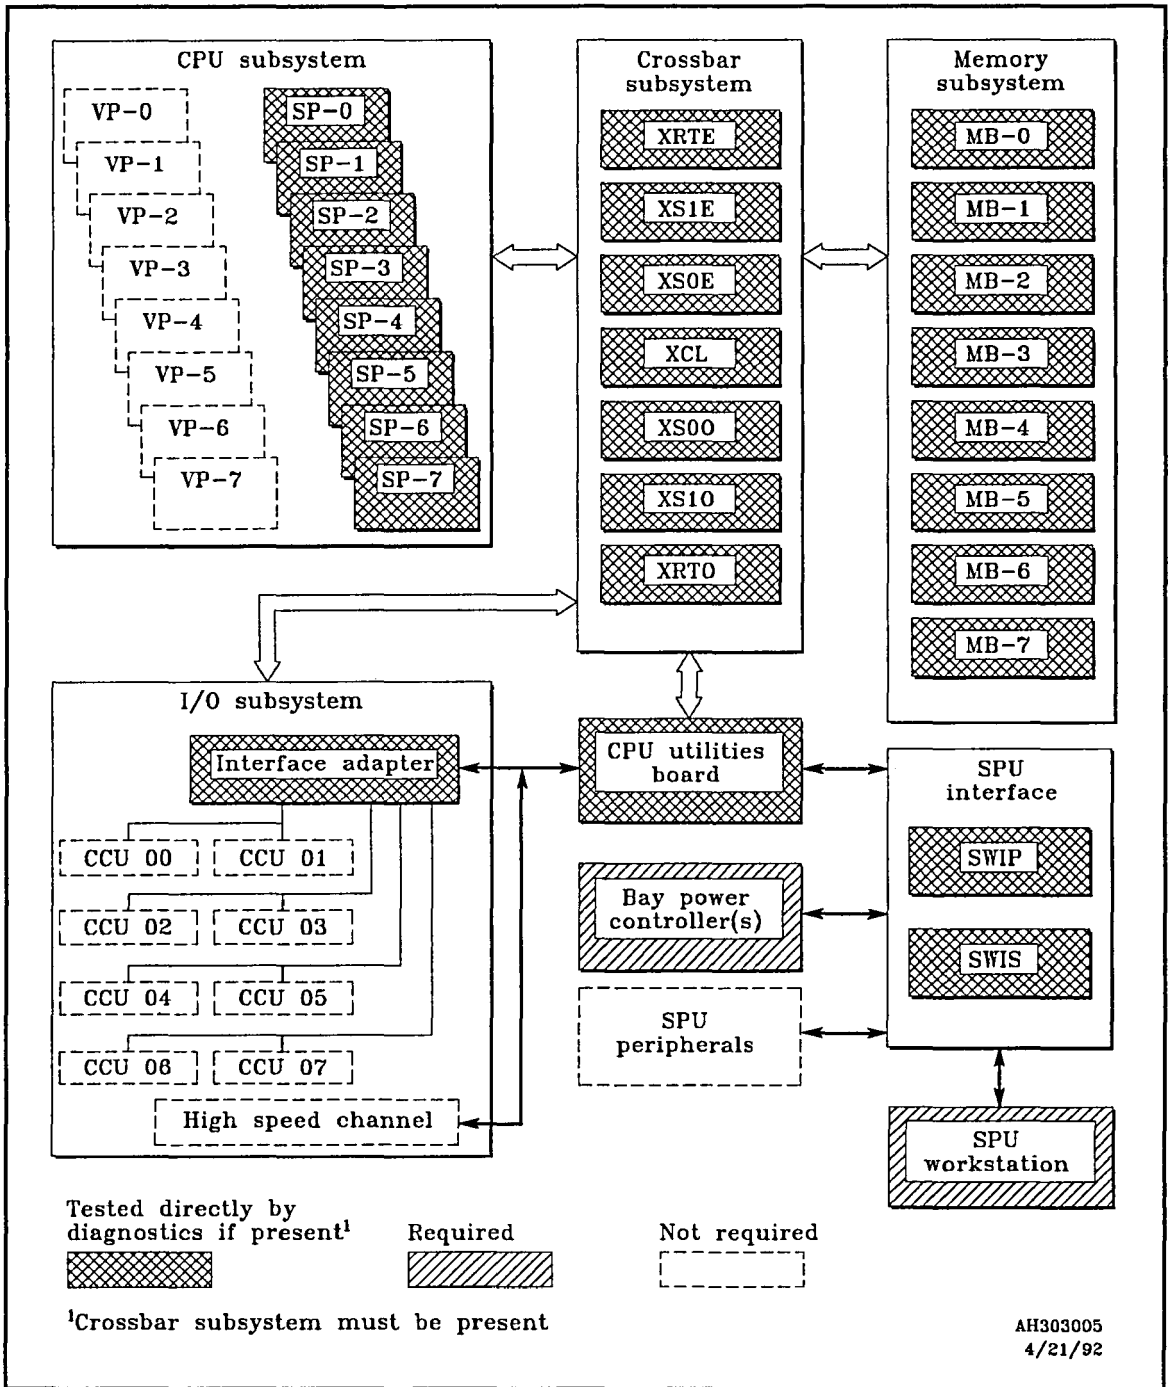 CPU subsystem
VP-0
VP-1
VP-2
VP-3
VP-4
VP-5
VP-6
VP-7
SP-0
SP-1
SP-2
SP-3
SP-4
SP-5
SP-6
SP-7
Crossbar
subsystem
XRTE
XS1E
XS0E
XCL
XS0O
XS1O
XRTO
Memory
subsystem
MB-0
MB-1
MB-2
MB-3
MB-4
MB-5
MB-6
MB-7
I/O subsystem
Interface adapter
CCU 00
CCU 01
CCU 02
CCU 03
CCU 04
CCU 05
CCU 06
CCU 07
High speed channel
CPU utilities
board
Bay power
controller(s)
SPU
peripherals
SPU
interface
SWIP
SWIS
SPU
workstation
Tested directly by
diagnostics if present¹
Required
Not required
¹Crossbar subsystem must be present
AH303005
4/21/92